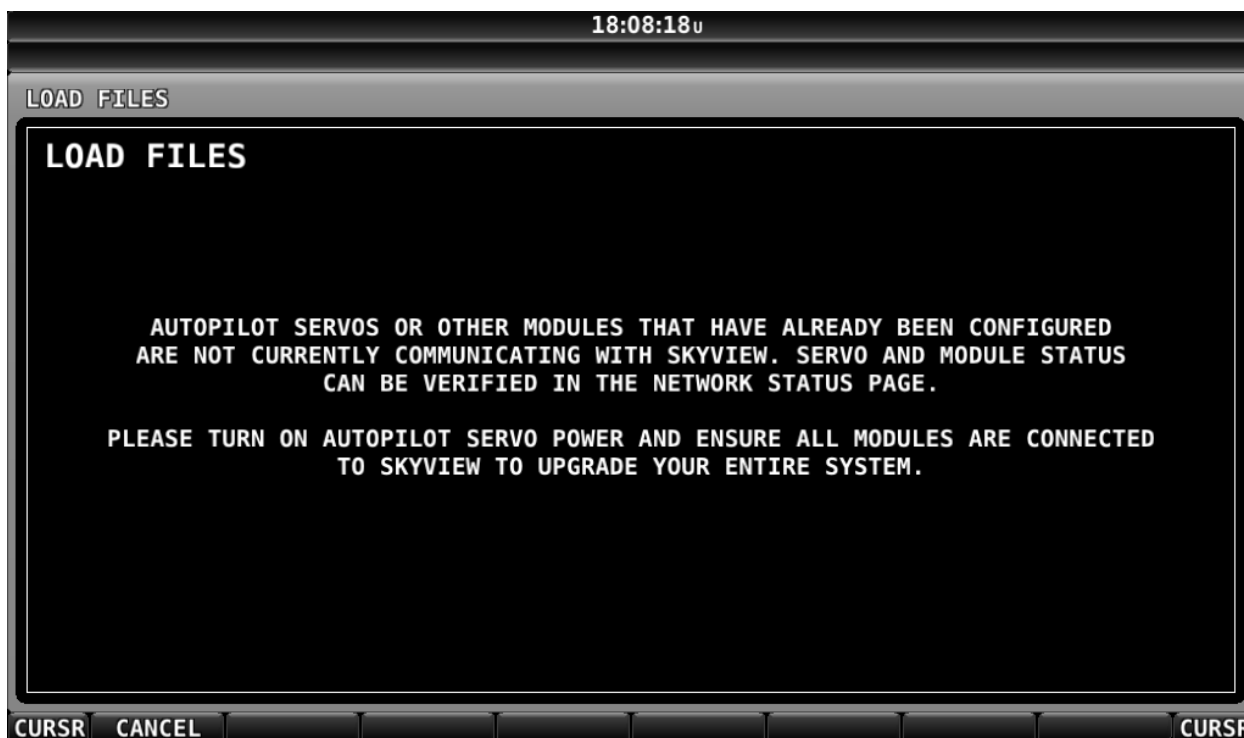 18:08:18U
LOAD FILES
LOAD FILES
AUTOPILOT SERVOS OR OTHER MODULES THAT HAVE ALREADY BEEN CONFIGURED
ARE NOT CURRENTLY COMMUNICATING WITH SKYVIEW. SERVO AND MODULE STATUS
CAN BE VERIFIED IN THE NETWORK STATUS PAGE.
PLEASE TURN ON AUTOPILOT SERVO POWER AND ENSURE ALL MODULES ARE CONNECTED
TO SKYVIEW TO UPGRADE YOUR ENTIRE SYSTEM.
CURSR CANCEL CURSR